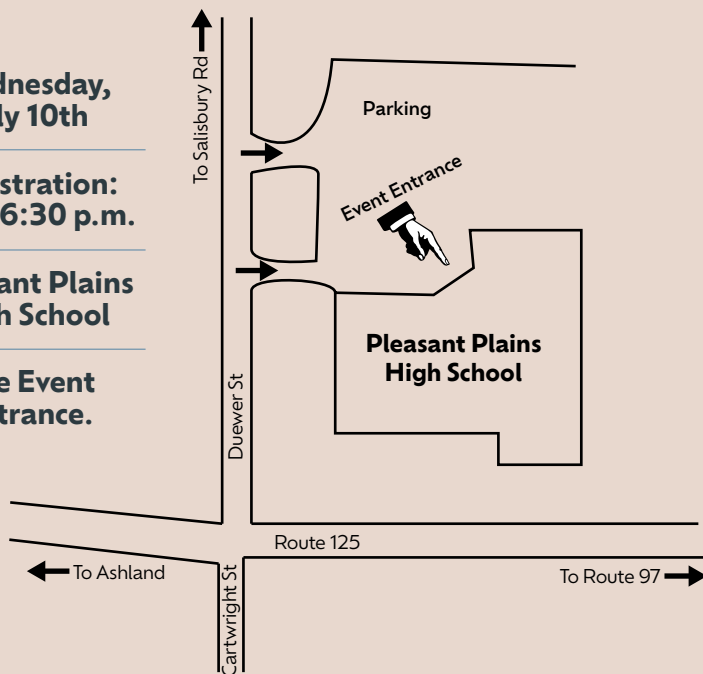 dnesday,
ly 10th
stration:
6:30 p.m.
ant Plains
h School
e Event
trance.
To Salisbury Rd
Parking
Event Entrance
Pleasant Plains
High School
Duewer St
Route 125
To Ashland
Cartwright St
To Route 97